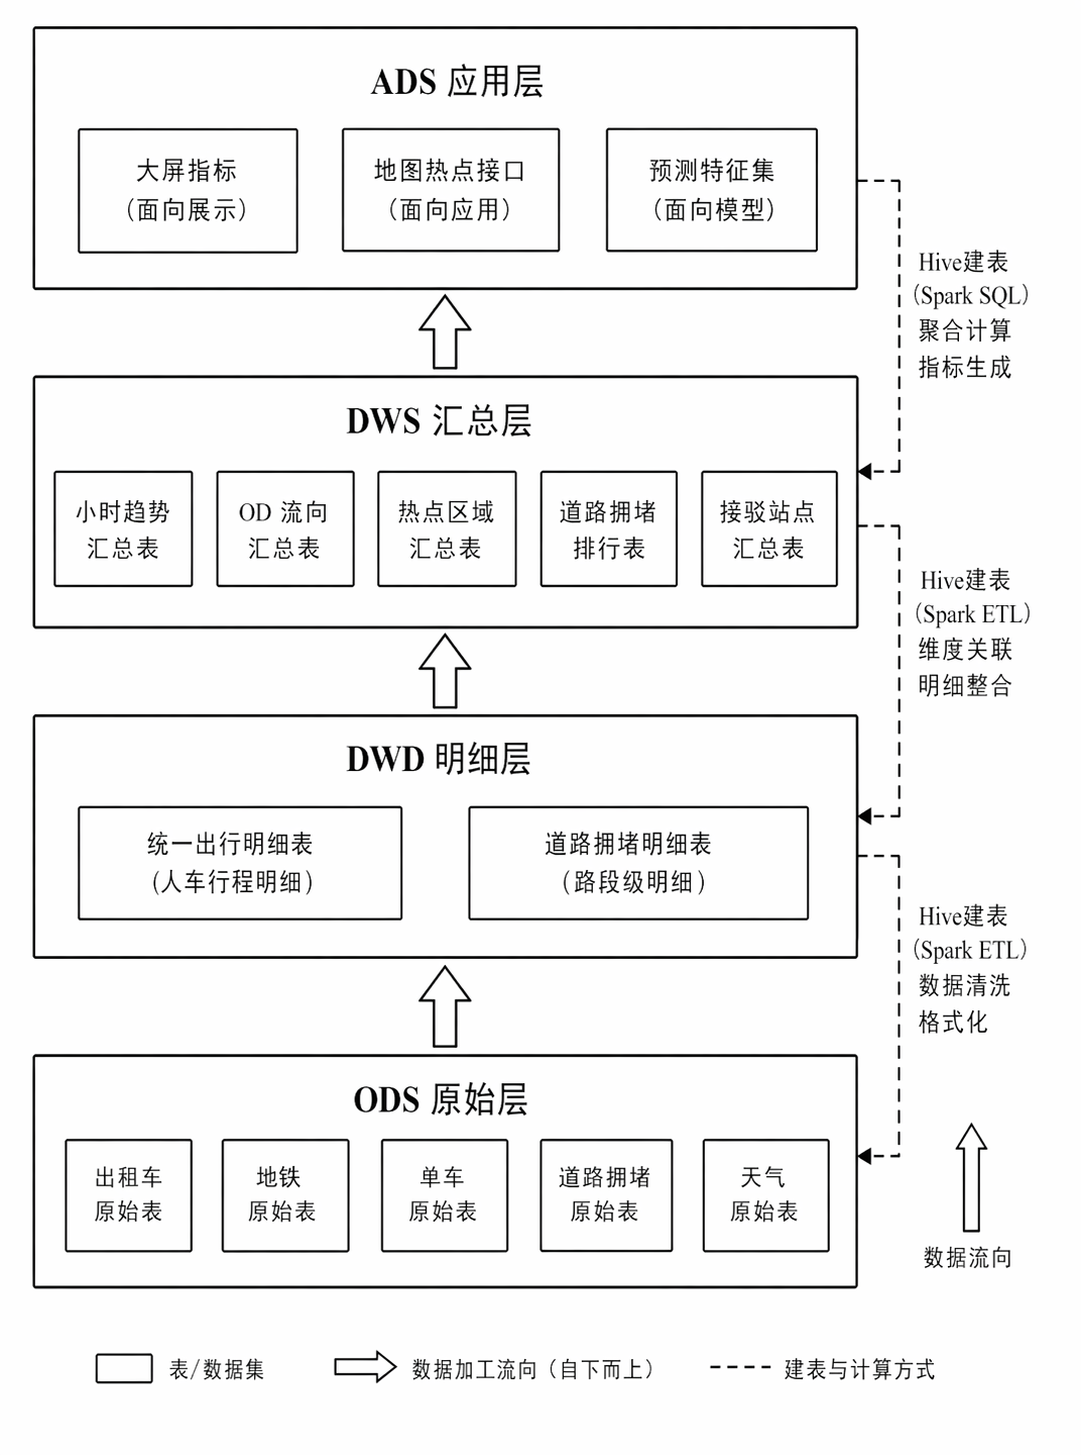 ADS 应用层
大屏指标
（面向展示）
地图热点接口
（面向应用）
预测特征集
（面向模型）
Hive建表
（Spark SQL）
聚合计算
指标生成
DWS 汇总层
小时趋势
汇总表
OD 流向
汇总表
热点区域
汇总表
道路拥堵
排行表
接驳站点
汇总表
Hive建表
（Spark ETL）
维度关联
明细整合
DWD 明细层
统一出行明细表
（人车行程明细）
道路拥堵明细表
（路段级明细）
Hive建表
（Spark ETL）
数据清洗
格式化
ODS 原始层
出租车
原始表
地铁
原始表
单车
原始表
道路拥堵
原始表
天气
原始表
数据流向
表/数据集
数据加工流向（自下而上）
建表与计算方式